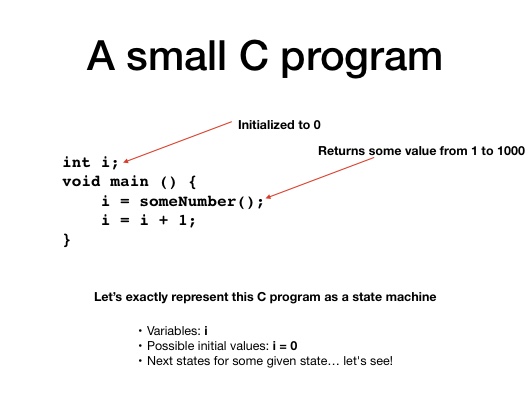 A small C program
Initialized to 0
Returns some value from 1 to 1000
int i;
void main () {
    i = someNumber();
    i = i + 1;
}
Let’s exactly represent this C program as a state machine
• Variables: i
• Possible initial values: i = 0
• Next states for some given state… let's see!